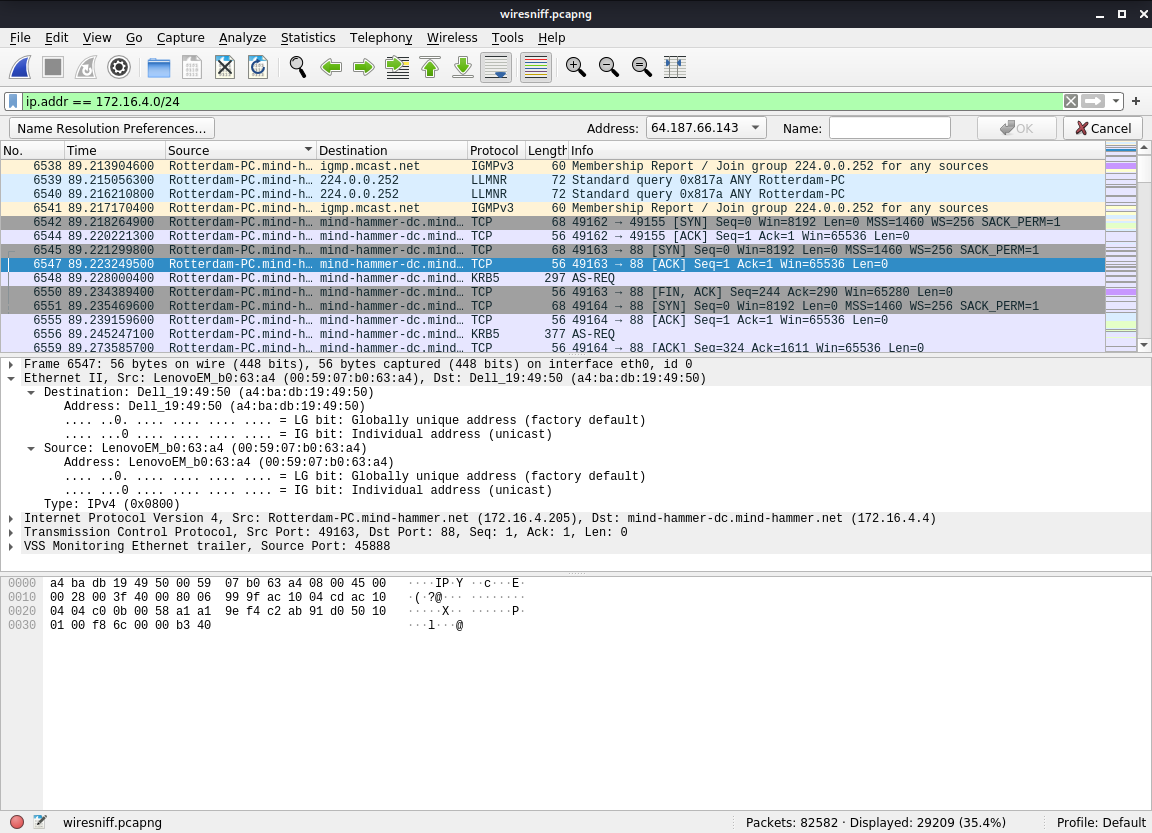 wiresniff.pcapng
File Edit View Go Capture Analyze Statistics Telephony Wireless Tools Help
ip.addr == 172.16.4.0/24
Name Resolution Preferences... Address: 64.187.66.143 Name: OK Cancel
No. Time Source Destination Protocol Length Info
6538 89.213904600 Rotterdam-PC.mind-h… igmp.mcast.net IGMPv3 60 Membership Report / Join group 224.0.0.252 for any sources
6539 89.215056300 Rotterdam-PC.mind-h… 224.0.0.252 LLMNR 72 Standard query 0x817a ANY Rotterdam-PC
6540 89.216210800 Rotterdam-PC.mind-h… 224.0.0.252 LLMNR 72 Standard query 0x817a ANY Rotterdam-PC
6541 89.217170400 Rotterdam-PC.mind-h… igmp.mcast.net IGMPv3 60 Membership Report / Join group 224.0.0.252 for any sources
6542 89.218264900 Rotterdam-PC.mind-h… mind-hammer-dc.mind… TCP 68 49162 → 49155 [SYN] Seq=0 Win=8192 Len=0 MSS=1460 WS=256 SACK_PERM=1
6544 89.220221300 Rotterdam-PC.mind-h… mind-hammer-dc.mind… TCP 56 49162 → 49155 [ACK] Seq=1 Ack=1 Win=65536 Len=0
6545 89.221299800 Rotterdam-PC.mind-h… mind-hammer-dc.mind… TCP 68 49163 → 88 [SYN] Seq=0 Win=8192 Len=0 MSS=1460 WS=256 SACK_PERM=1
6547 89.223249500 Rotterdam-PC.mind-h… mind-hammer-dc.mind… TCP 56 49163 → 88 [ACK] Seq=1 Ack=1 Win=65536 Len=0
6548 89.228000400 Rotterdam-PC.mind-h… mind-hammer-dc.mind… KRB5 297 AS-REQ
6550 89.234389400 Rotterdam-PC.mind-h… mind-hammer-dc.mind… TCP 56 49163 → 88 [FIN, ACK] Seq=244 Ack=290 Win=65280 Len=0
6551 89.235469600 Rotterdam-PC.mind-h… mind-hammer-dc.mind… TCP 68 49164 → 88 [SYN] Seq=0 Win=8192 Len=0 MSS=1460 WS=256 SACK_PERM=1
6555 89.239159600 Rotterdam-PC.mind-h… mind-hammer-dc.mind… TCP 56 49164 → 88 [ACK] Seq=1 Ack=1 Win=65536 Len=0
6556 89.245247100 Rotterdam-PC.mind-h… mind-hammer-dc.mind… KRB5 377 AS-REQ
6559 89.273585700 Rotterdam-PC.mind-h… mind-hammer-dc.mind… TCP 56 49164 → 88 [ACK] Seq=324 Ack=1611 Win=65536 Len=0
Frame 6547: 56 bytes on wire (448 bits), 56 bytes captured (448 bits) on interface eth0, id 0
Ethernet II, Src: LenovoEM_b0:63:a4 (00:59:07:b0:63:a4), Dst: Dell_19:49:50 (a4:ba:db:19:49:50)
Destination: Dell_19:49:50 (a4:ba:db:19:49:50)
Address: Dell_19:49:50 (a4:ba:db:19:49:50)
.... ..0. .... .... .... .... = LG bit: Globally unique address (factory default)
.... ...0 .... .... .... .... = IG bit: Individual address (unicast)
Source: LenovoEM_b0:63:a4 (00:59:07:b0:63:a4)
Address: LenovoEM_b0:63:a4 (00:59:07:b0:63:a4)
.... ..0. .... .... .... .... = LG bit: Globally unique address (factory default)
.... ...0 .... .... .... .... = IG bit: Individual address (unicast)
Type: IPv4 (0x0800)
Internet Protocol Version 4, Src: Rotterdam-PC.mind-hammer.net (172.16.4.205), Dst: mind-hammer-dc.mind-hammer.net (172.16.4.4)
Transmission Control Protocol, Src Port: 49163, Dst Port: 88, Seq: 1, Ack: 1, Len: 0
VSS Monitoring Ethernet trailer, Source Port: 45888
0000 a4 ba db 19 49 50 00 59 07 b0 63 a4 08 00 45 00 ····IP·Y ··c···E·
0010 00 28 00 3f 40 00 80 06 99 9f ac 10 04 cd ac 10 ·(·?@··· ········
0020 04 04 c0 0b 00 58 a1 a1 9e f4 c2 ab 91 d0 50 10 ·····X·· ······P·
0030 01 00 f8 6c 00 00 b3 40 ···l···@
wiresniff.pcapng Packets: 82582 · Displayed: 29209 (35.4%) Profile: Default